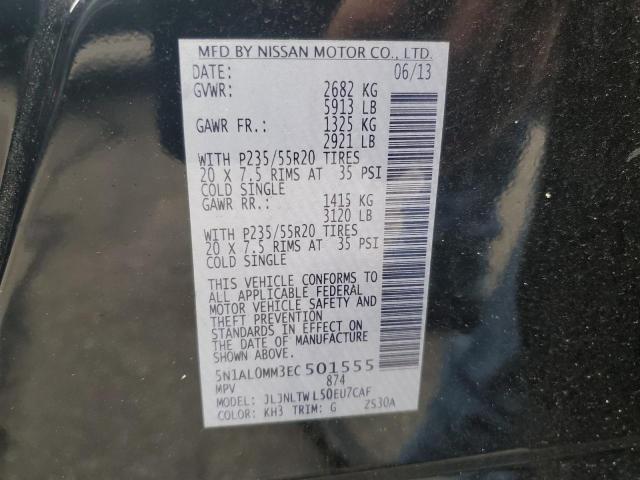 MFD BY NISSAN MOTOR CO., LTD.
DATE: 06/13
GVWR: 2682 KG
5913 LB
GAWR FR.: 1325 KG
2921 LB
WITH P235/55R20 TIRES
20 X 7.5 RIMS AT 35 PSI
COLD SINGLE
GAWR RR.: 1415 KG
3120 LB
WITH P235/55R20 TIRES
20 X 7.5 RIMS AT 35 PSI
COLD SINGLE
THIS VEHICLE CONFORMS TO
ALL APPLICABLE FEDERAL
MOTOR VEHICLE SAFETY AND
THEFT PREVENTION
STANDARDS IN EFFECT ON
THE DATE OF MANUFACTURE
SHOWN ABOVE.
5N1AL0MM3EC501555
MPV 874
MODEL: JLJNLTWL50EU7CAF
COLOR: KH3 TRIM: G ZS30A